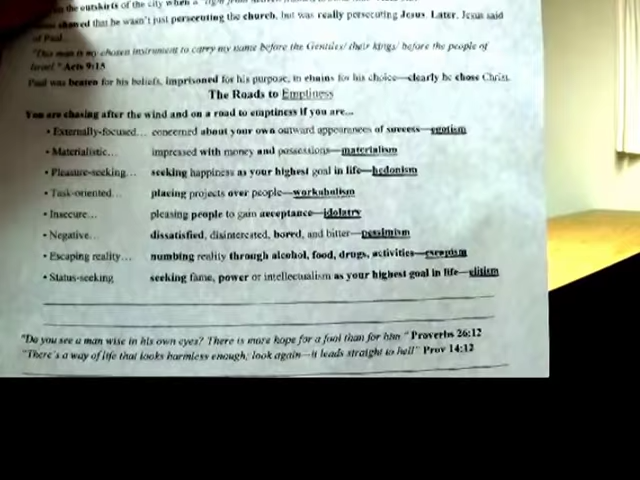 the outskirts of the city when a "light
that he wasn't just persecuting the church, but was really persecuting Jesus. Later, Jesus said
of Paul...
"This man is my chosen instrument to carry my name before the Gentiles/ their kings/ before the people of
Israel." Acts 9:15
Paul was beaten for his beliefs, imprisoned for his purpose, in chains for his choice—clearly he chose Christ.
The Roads to Emptiness
You are chasing after the wind and on a road to emptiness if you are...
• Externally-focused... concerned about your own outward appearances of success—egotism
• Materialistic... impressed with money and possessions—materialism
• Pleasure-seeking... seeking happiness as your highest goal in life—hedonism
• Task-oriented... placing projects over people—workaholism
• Insecure... pleasing people to gain acceptance—idolatry
• Negative... dissatisfied, disinterested, bored, and bitter—pessimism
• Escaping reality... numbing reality through alcohol, food, drugs, activities—escapism
• Status-seeking seeking fame, power or intellectualism as your highest goal in life—elitism
"Do you see a man wise in his own eyes? There is more hope for a fool than for him" Proverbs 26:12
"There's a way of life that looks harmless enough; look again—it leads straight to hell" Prov 14:12